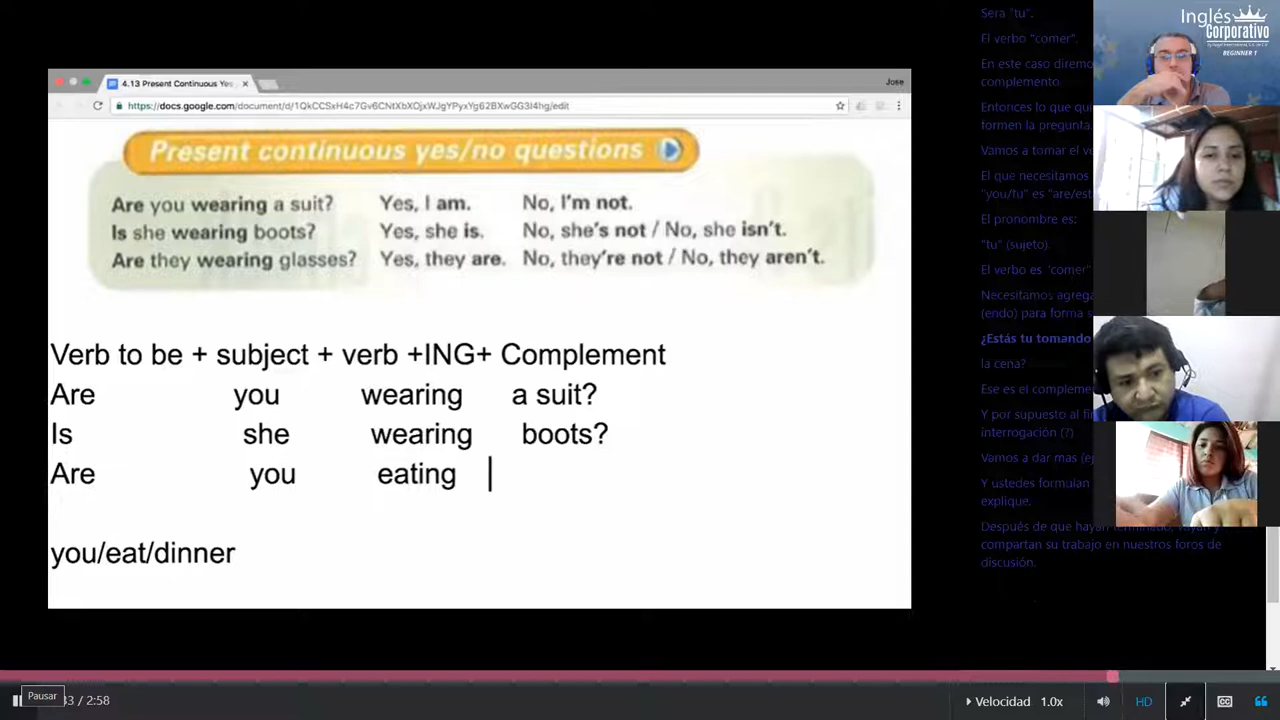 4.13 Present Continuous Yes
Jose
https://docs.google.com/document/d/1QkCCSxH4c7Gv6CNtXbXOjxWJgYPyxYg62BXwGG3I4hg/edit
Present continuous yes/no questions
Are you wearing a suit? Yes, I am. No, I'm not.
Is she wearing boots? Yes, she is. No, she's not / No, she isn't.
Are they wearing glasses? Yes, they are. No, they're not / No, they aren't.
Verb to be + subject + verb +ING+ Complement
Are you wearing a suit?
Is she wearing boots?
Are you eating
you/eat/dinner
Sera "tu".
El verbo "comer".
En este caso diremo
complemento.
Entonces lo que qui
formen la pregunta.
Vamos a tomar el v
El que necesitamos
"you/tu" es "are/est
El pronombre es:
"tu" (sujeto).
El verbo es "comer"
Necesitamos agrega
(endo) para forma s
¿Estás tu tomando
la cena?
Ese es el complemen
Y por supuesto al fi
interrogación (?)
Vamos a dar mas (ej
Y ustedes formulan
explique.
Después de que hayan terminado, vayan y
compartan su trabajo en nuestros foros de
discusión.
Inglés
Corporativo
BEGINNER 1
Pausar
43 / 2:58
Velocidad 1.0x
HD
CC